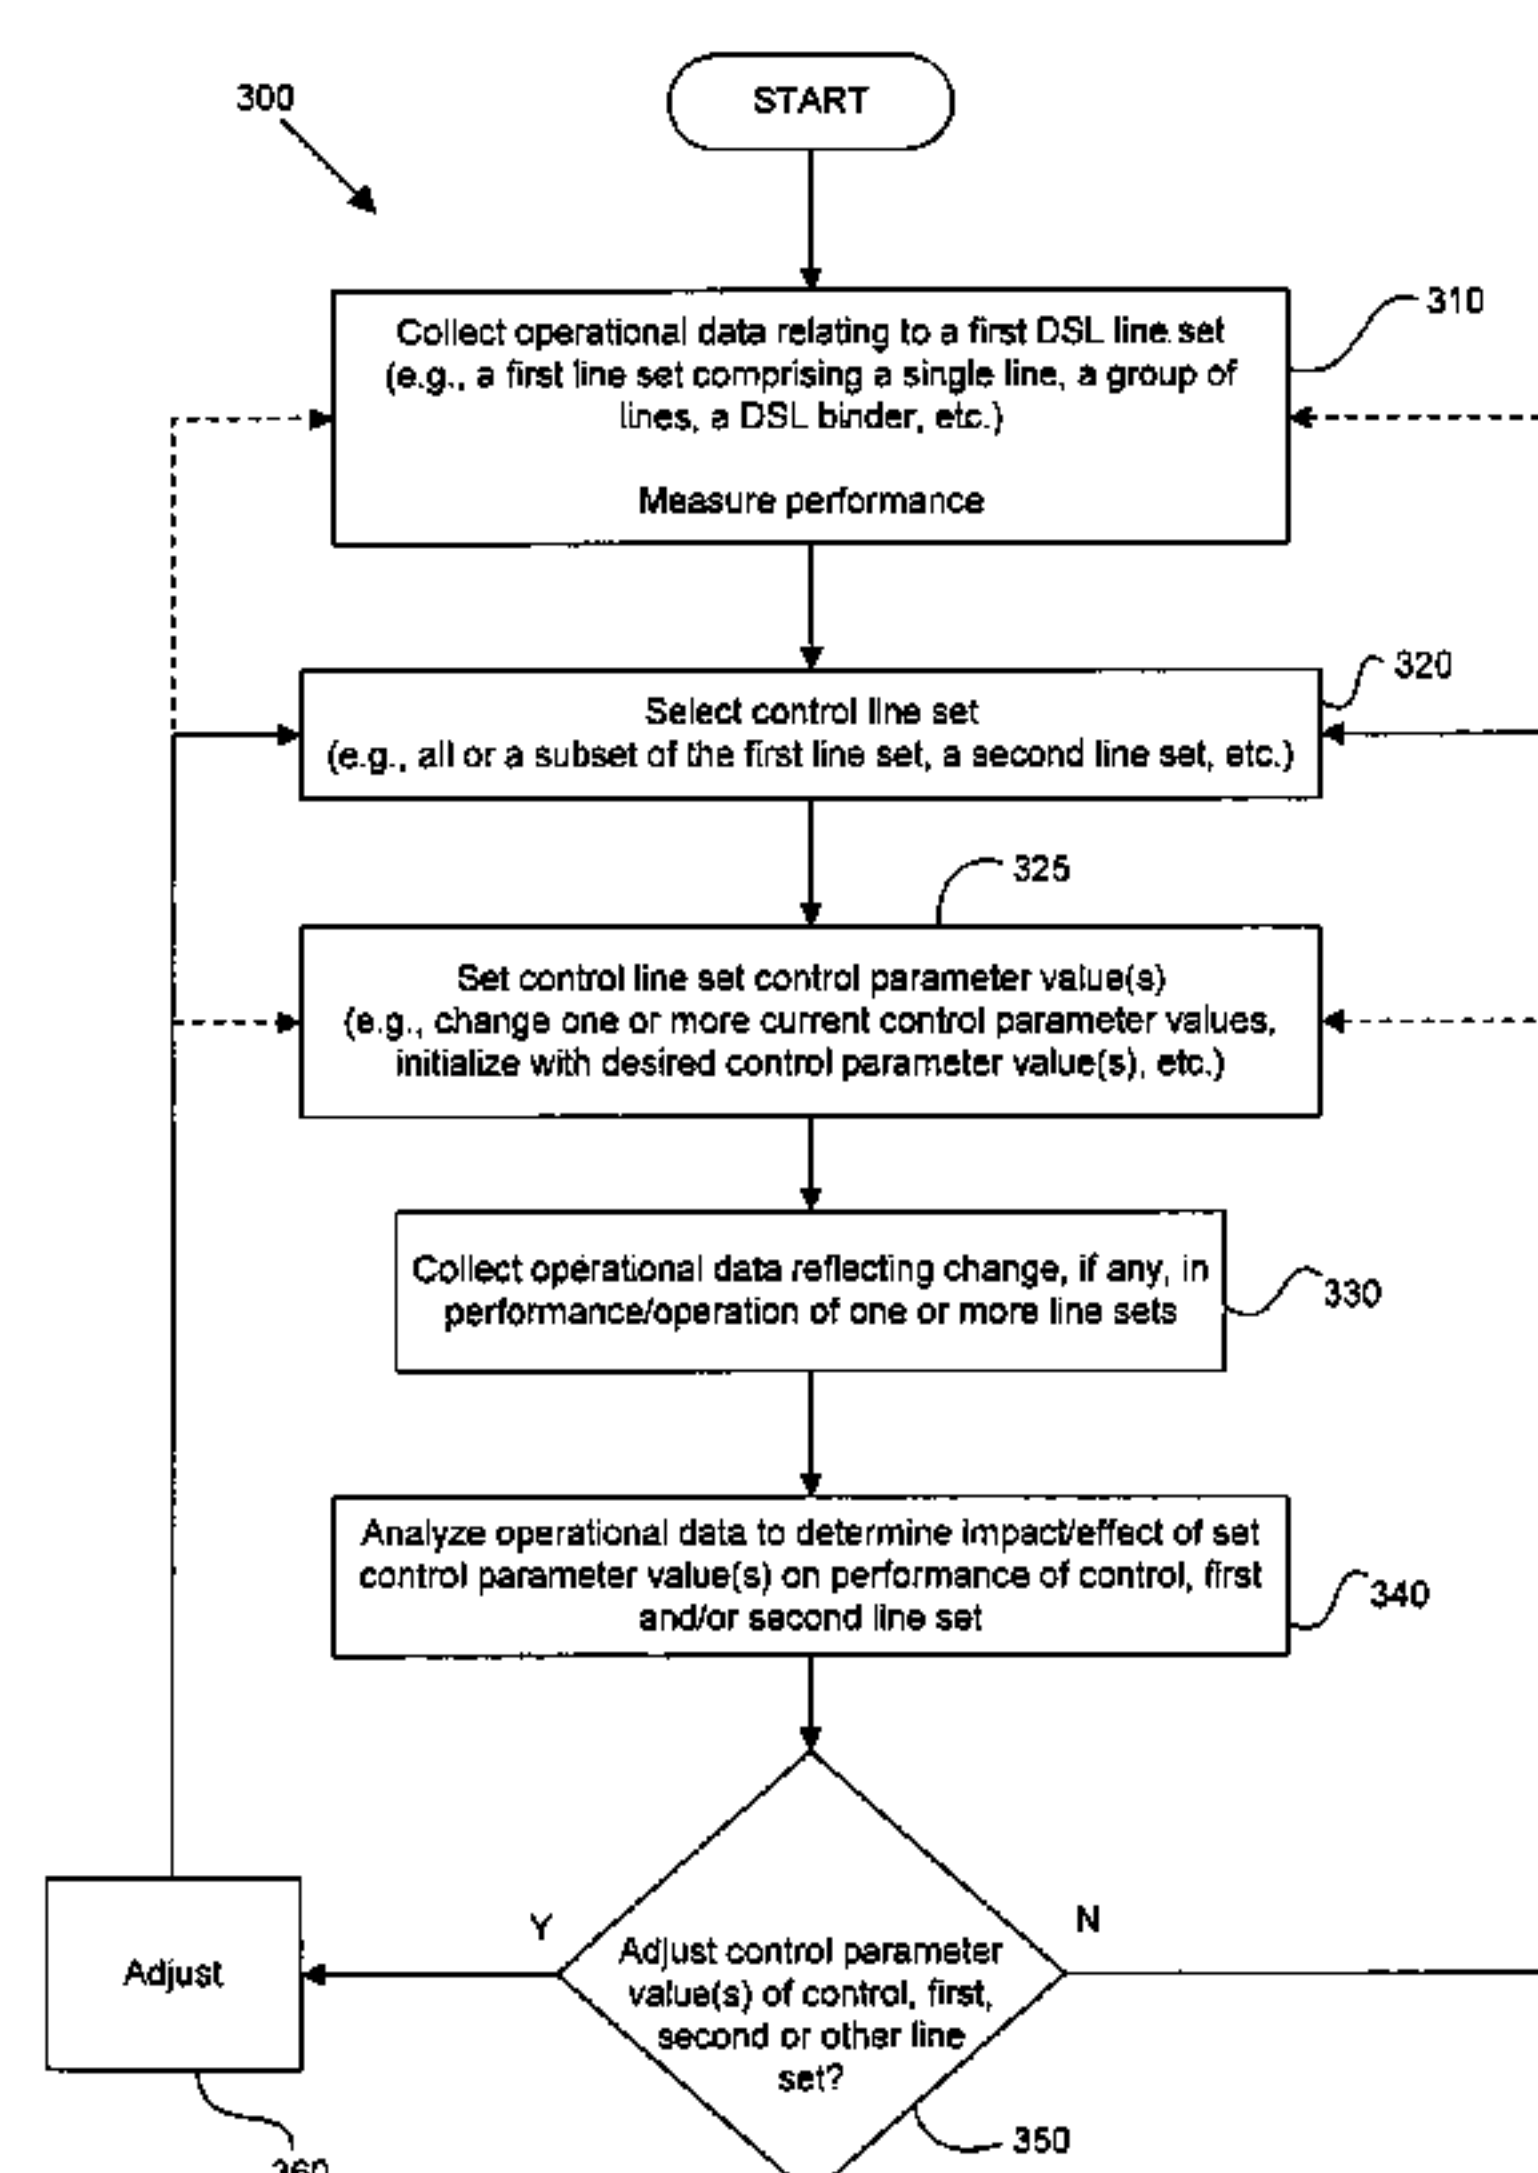 300
START
310
Collect operational data relating to a first DSL line set
(e.g., a first line set comprising a single line, a group of
lines, a DSL binder, etc.)
Measure performance
320
Select control line set
(e.g., all or a subset of the first line set, a second line set, etc.)
325
Set control line set control parameter value(s)
(e.g., change one or more current control parameter values,
initialize with desired control parameter value(s), etc.)
Collect operational data reflecting change, if any, in
performance/operation of one or more line sets
330
Analyze operational data to determine impact/effect of set
control parameter value(s) on performance of control, first
and/or second line set
340
Y
N
Adjust
Adjust control parameter
value(s) of control, first,
second or other line
set?
350
360